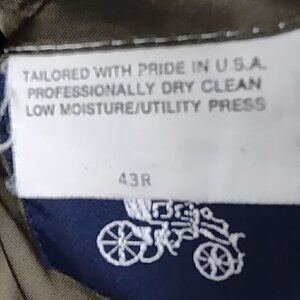 TAILORED WITH PRIDE IN U.S.A.
PROFESSIONALLY DRY CLEAN
LOW MOISTURE/UTILITY PRESS
43R